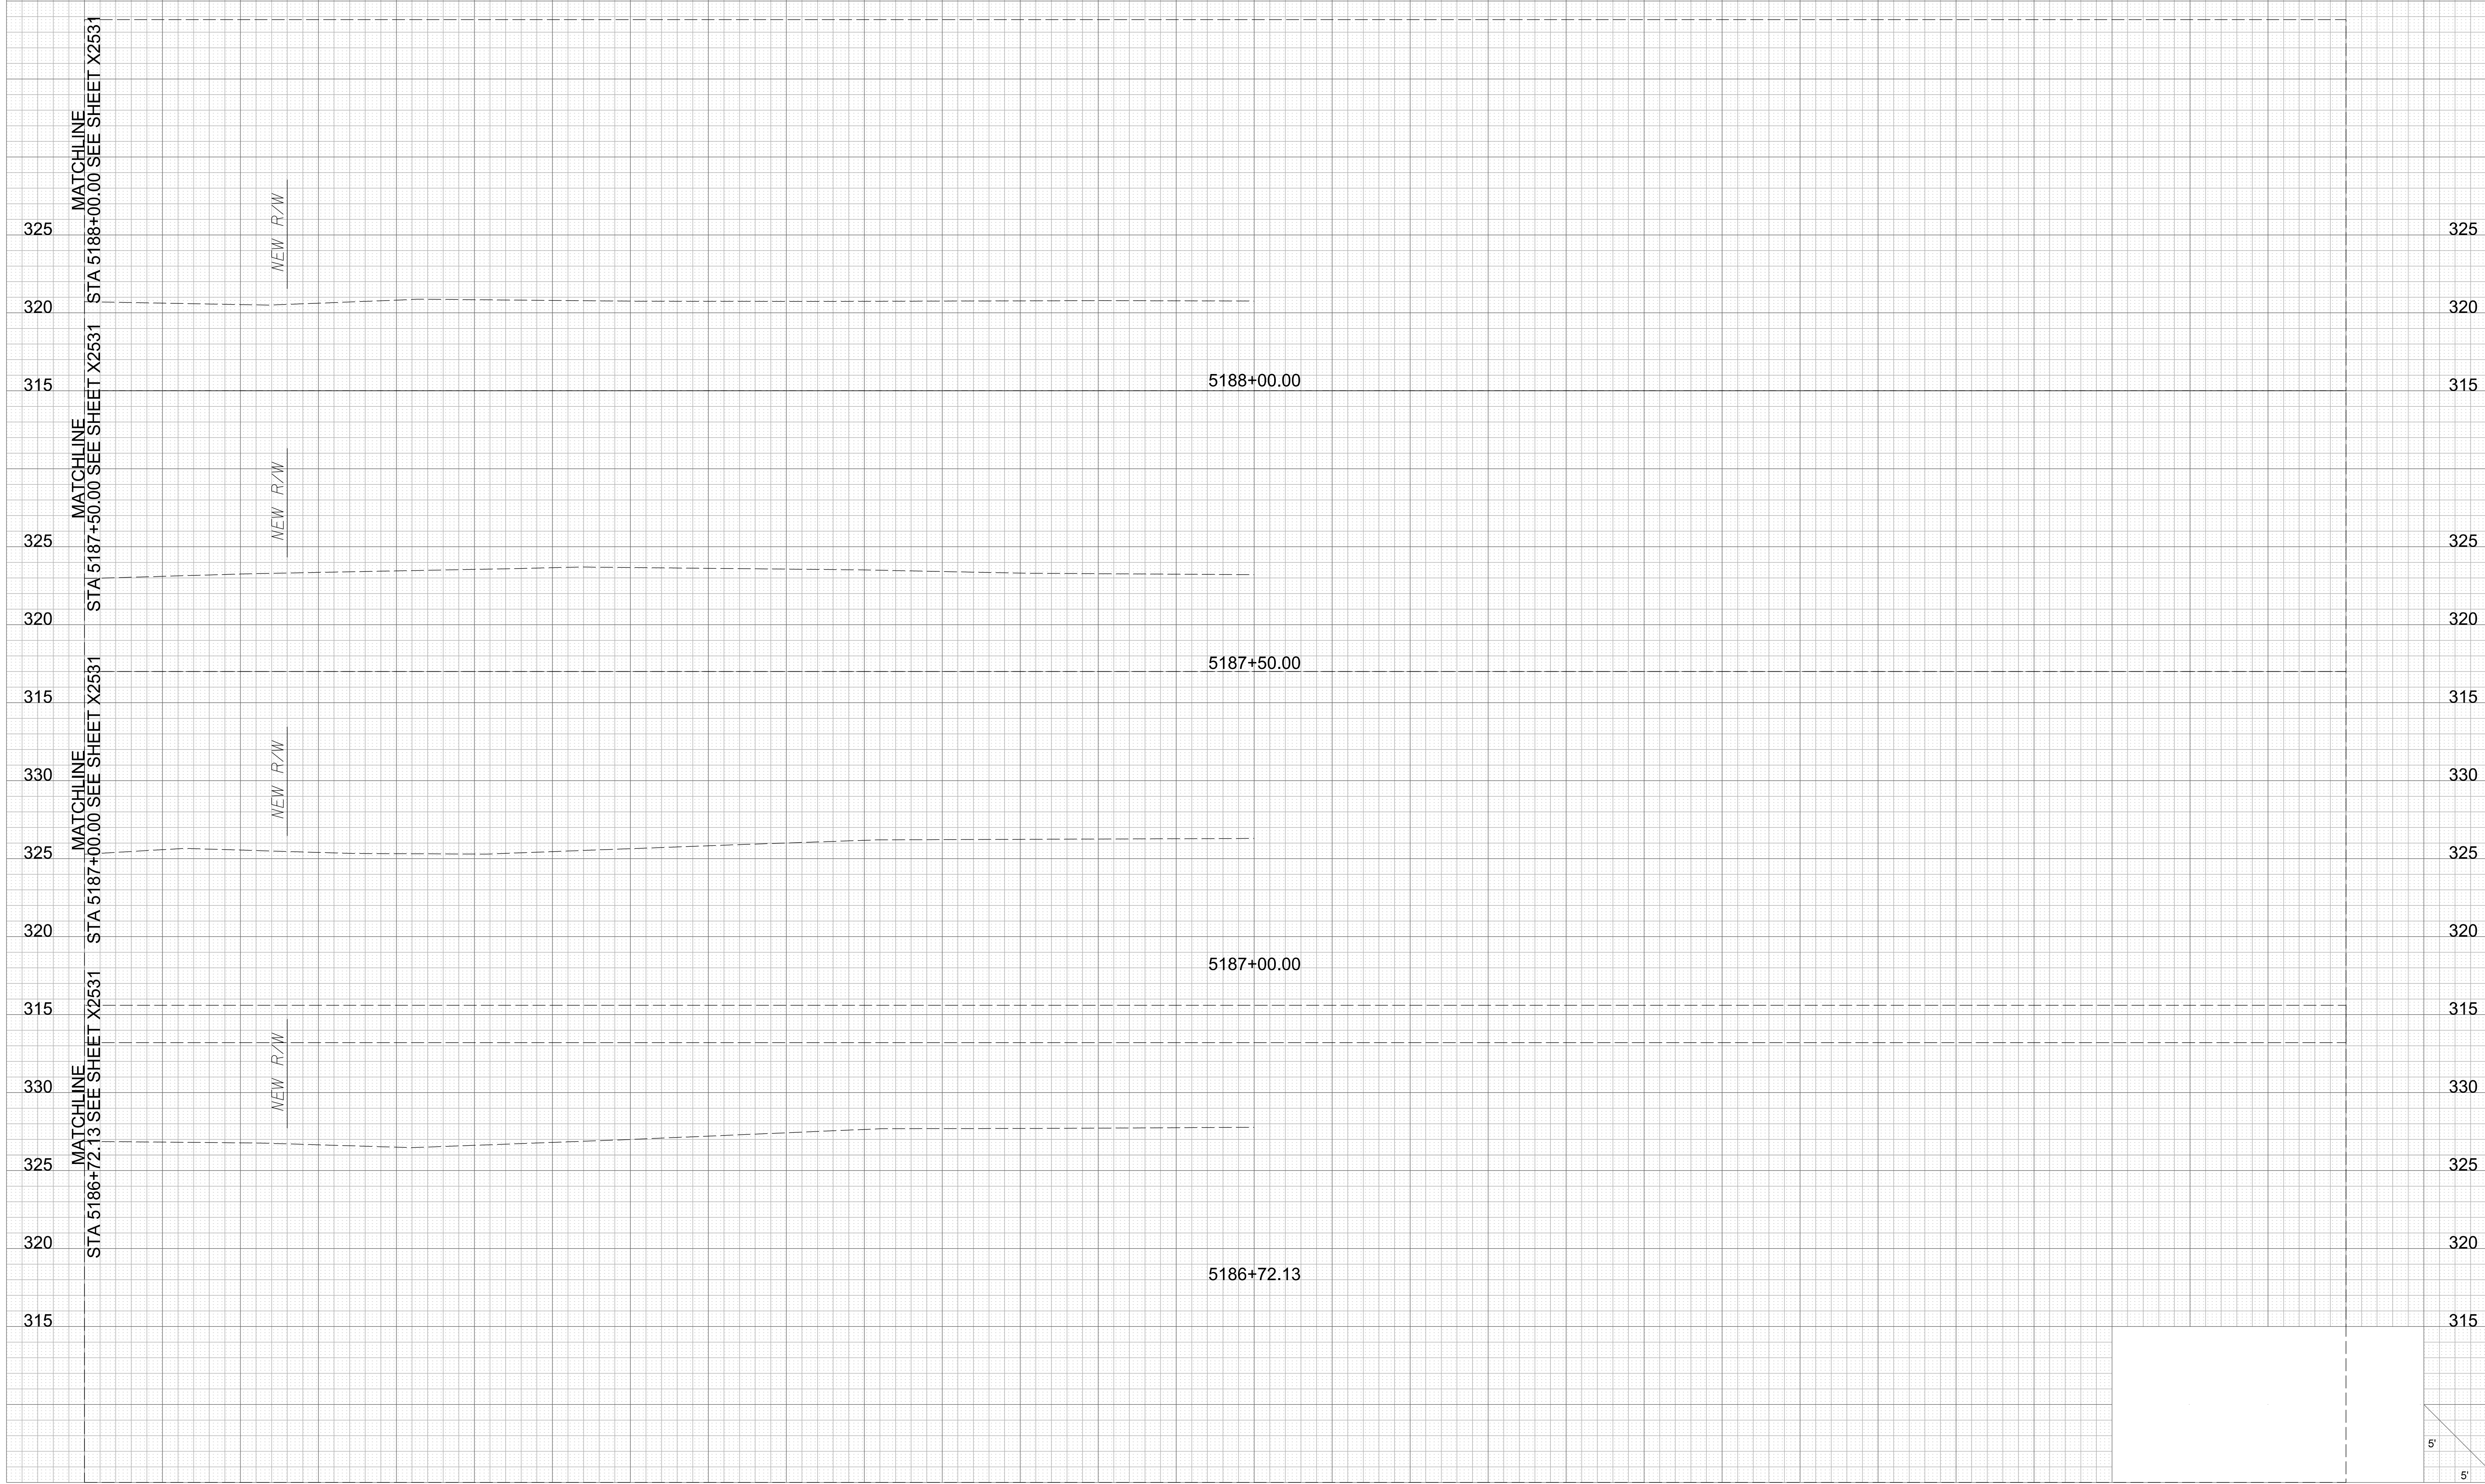 MATCHLINE
STA 5188+00.00 SEE SHEET X2531
NEW R/W
325
325
320
320
315
5188+00.00
315
MATCHLINE
STA 5187+50.00 SEE SHEET X2531
NEW R/W
325
325
320
320
5187+50.00
315
315
MATCHLINE
STA 5187+00.00 SEE SHEET X2531
NEW R/W
330
330
325
325
320
320
5187+00.00
315
315
MATCHLINE
STA 5186+72.13 SEE SHEET X2531
NEW R/W
330
330
325
325
320
320
5186+72.13
315
315
5'
5'